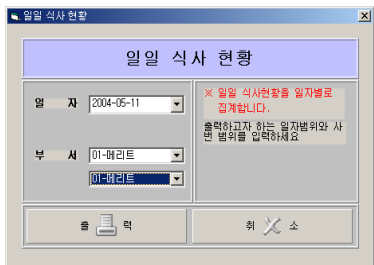 일일 식사 현황
일일 식사 현황
일 자 2004-05-11
※ 일일 식사현황을 일자별로
집계합니다.
출력하고자 하는 일자범위와 사
번 범위를 입력하세요
부 서 01-메리트
01-메리트
출 력
취 소